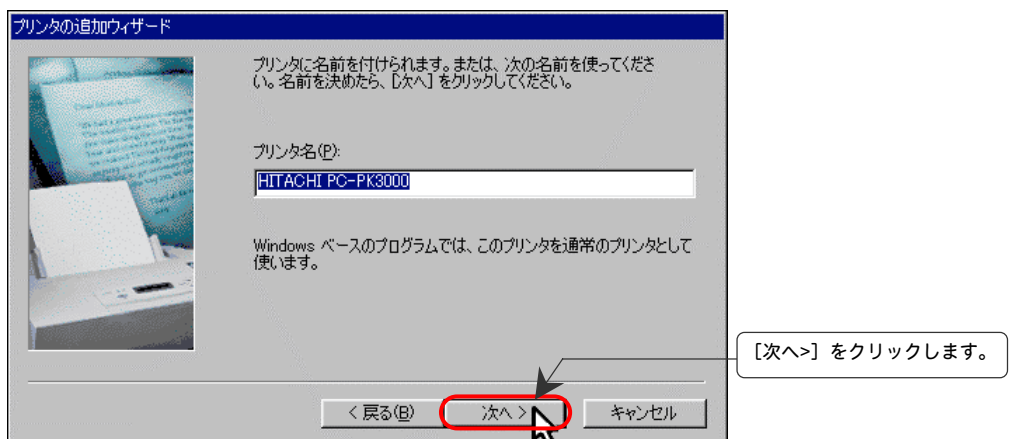 プリンタの追加ウィザード
プリンタに名前を付けられます。または、次の名前を使ってくださ
い。名前を決めたら、[次へ] をクリックしてください。
プリンタ名(P):
HITACHI PC-PK3000
Windows ベースのプログラムでは、このプリンタを通常のプリンタとして
使います。
[次へ>] をクリックします。
< 戻る(B)
次へ >
キャンセル